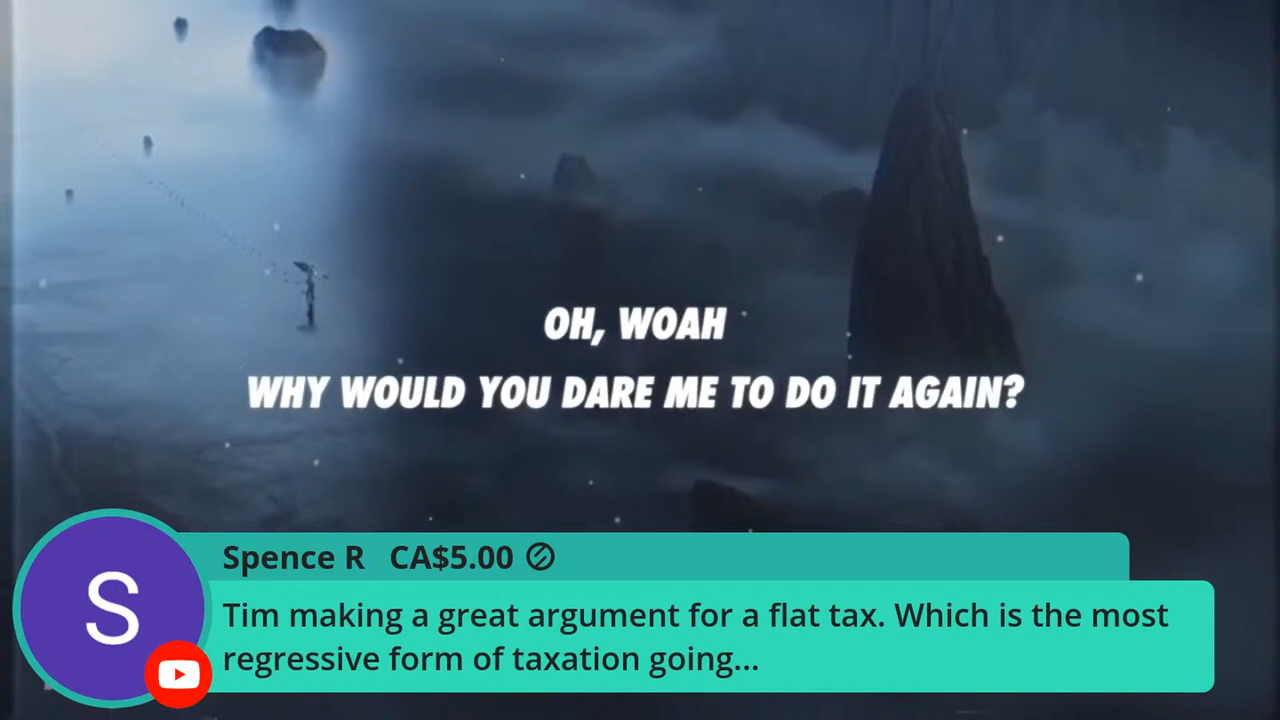 OH, WOAH
WHY WOULD YOU DARE ME TO DO IT AGAIN?
Spence R CA$5.00
S
Tim making a great argument for a flat tax. Which is the most
regressive form of taxation going...